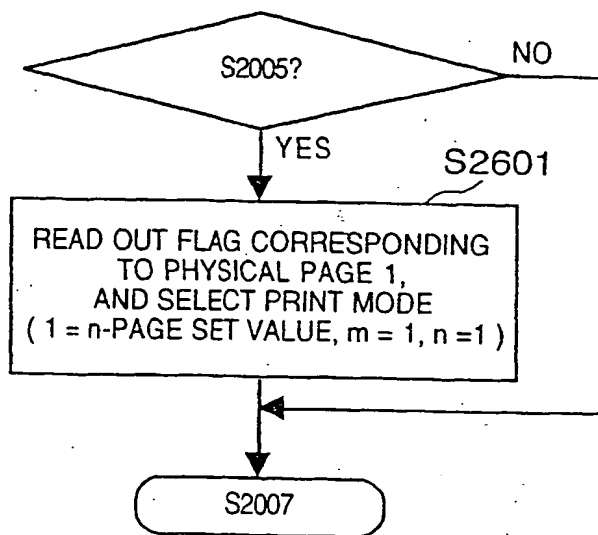 S2005?
NO
YES
S2601
READ OUT FLAG CORRESPONDING
TO PHYSICAL PAGE 1,
AND SELECT PRINT MODE
( 1 = n-PAGE SET VALUE, m = 1, n =1 )
S2007